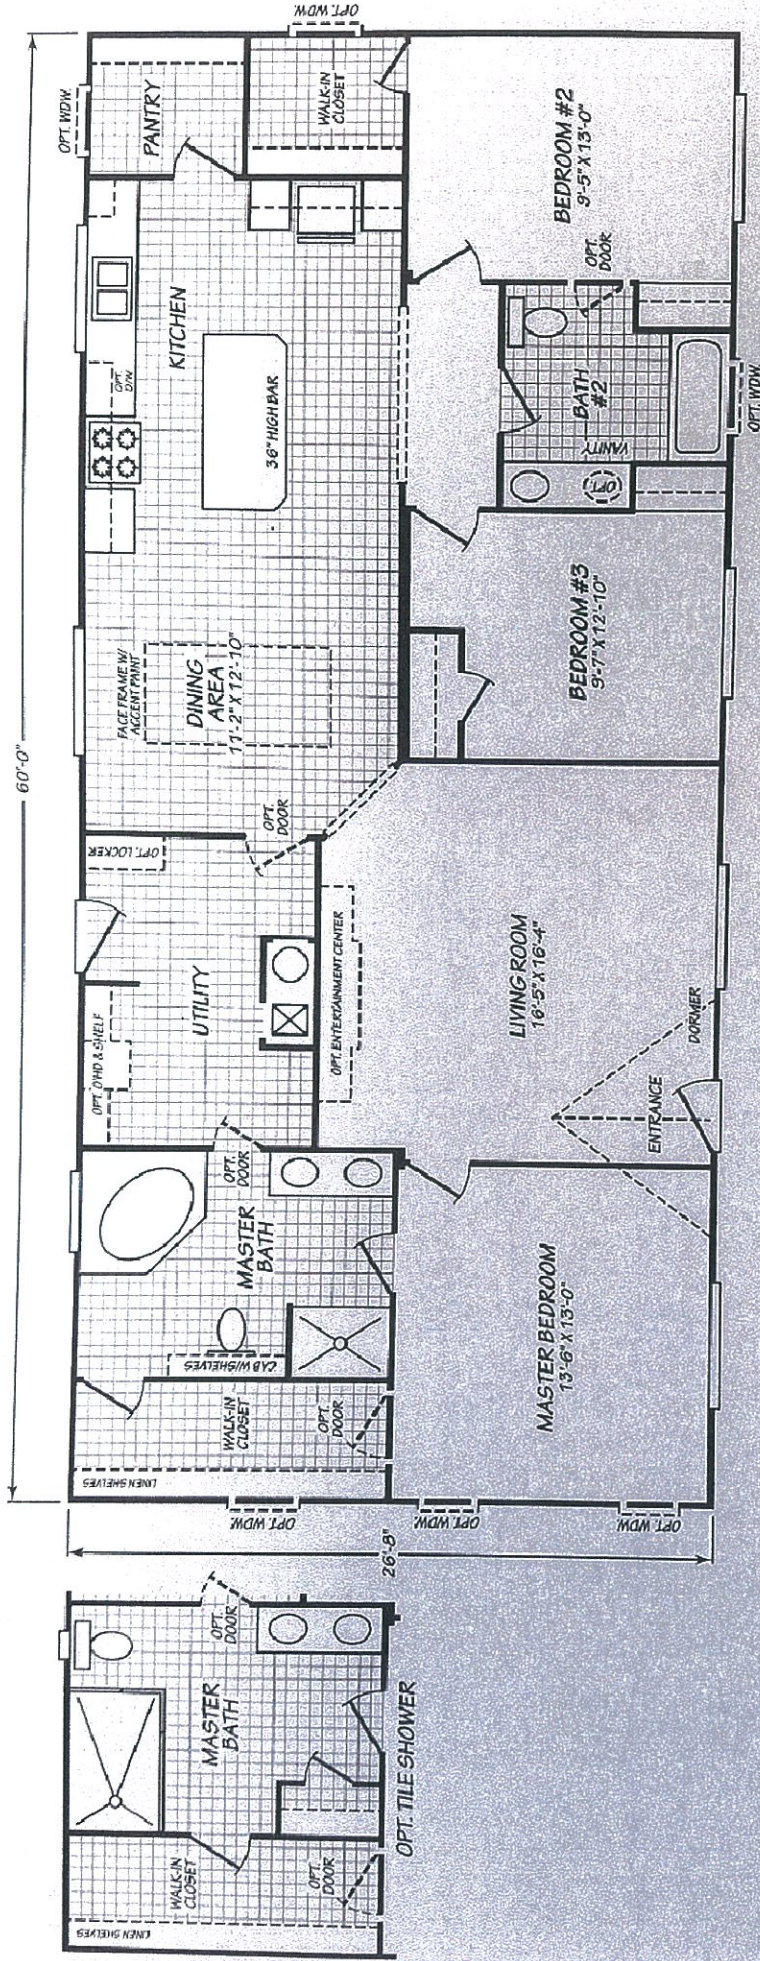 60'-0"
OPT. WDW.
OPT. WDW.
PANTRY
WALK-IN
CLOSET
KITCHEN
OPT.
D/W
36" HIGH BAR
FACE FRAME W/
ACCENT PAINT
DINING
AREA
11'-2" X 12'-10"
OPT.
DOOR
OPT. LOCKER
UTILITY
OPT. O'HD & SHELF
OPT. ENTERTAINMENT CENTER
BEDROOM #2
9'-5" X 13'-0"
OPT.
DOOR
BATH
#2
VANITY
OPT.
OPT. WDW.
BEDROOM #3
9'-7" X 12'-10"
LIVING ROOM
16'-5" X 16'-4"
DORMER
ENTRANCE
OPT.
DOOR
MASTER
BATH
CAB W/SHELVES
WALK-IN
CLOSET
OPT.
DOOR
LINEN SHELVES
MASTER BEDROOM
13'-6" X 13'-0"
OPT. WDW.
OPT. WDW.
OPT. WDW.
26'-8"
OPT.
DOOR
MASTER
BATH
WALK-IN
CLOSET
OPT.
DOOR
LINEN SHELVES
OPT. TILE SHOWER